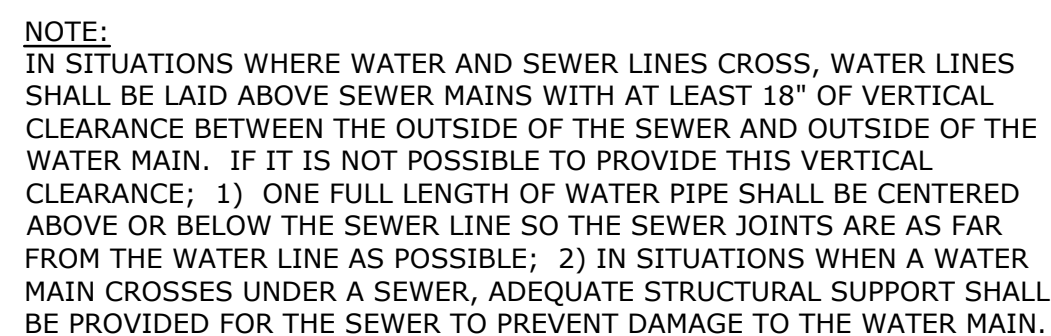 NOTE:
IN SITUATIONS WHERE WATER AND SEWER LINES CROSS, WATER LINES
SHALL BE LAID ABOVE SEWER MAINS WITH AT LEAST 18" OF VERTICAL
CLEARANCE BETWEEN THE OUTSIDE OF THE SEWER AND OUTSIDE OF THE
WATER MAIN.  IF IT IS NOT POSSIBLE TO PROVIDE THIS VERTICAL
CLEARANCE;  1)  ONE FULL LENGTH OF WATER PIPE SHALL BE CENTERED
ABOVE OR BELOW THE SEWER LINE SO THE SEWER JOINTS ARE AS FAR
FROM THE WATER LINE AS POSSIBLE;  2) IN SITUATIONS WHEN A WATER
MAIN CROSSES UNDER A SEWER, ADEQUATE STRUCTURAL SUPPORT SHALL
BE PROVIDED FOR THE SEWER TO PREVENT DAMAGE TO THE WATER MAIN.